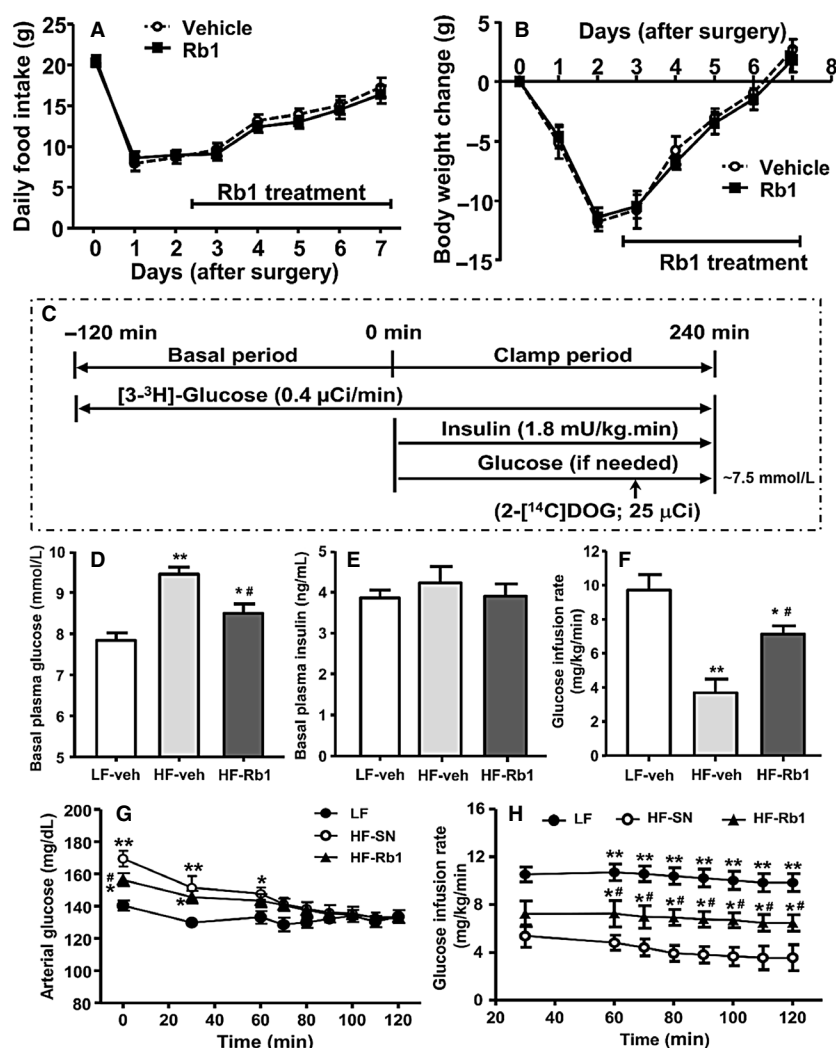 A
Vehicle
Rb1
Daily food intake (g)
25
20
15
10
5
0
Rb1 treatment
0 1 2 3 4 5 6 7
Days (after surgery)
B
Days (after surgery)
0 1 2 3 4 5 6 7 8
Body weight change (g)
5
0
–5
–10
–15
Vehicle
Rb1
Rb1 treatment
C
–120 min 0 min 240 min
Basal period Clamp period
[3-³H]-Glucose (0.4 µCi/min)
Insulin (1.8 mU/kg.min)
Glucose (if needed)
~7.5 mmol/L
(2-[¹⁴C]DOG; 25 µCi)
D
Basal plasma glucose (mmol/L)
10
9
8
7
6
5
**
* #
LF-veh HF-veh HF-Rb1
E
Basal plasma insulin (ng/mL)
5
4
3
2
1
0
LF-veh HF-veh HF-Rb1
F
Glucose infusion rate
(mg/kg/min)
12
10
8
6
4
2
0
**
* #
LF-veh HF-veh HF-Rb1
G
LF
HF-SN
HF-Rb1
Arterial glucose (mg/dL)
200
180
160
140
120
100
80
** ** *
#
* *
0 20 40 60 80 100 120
Time (min)
H
LF HF-SN HF-Rb1
Glucose infusion rate
(mg/kg/min
16
12
8
4
0
** ** ** ** ** ** **
*# *# *# *# *# *# *#
20 40 60 80 100 120
Time (min)